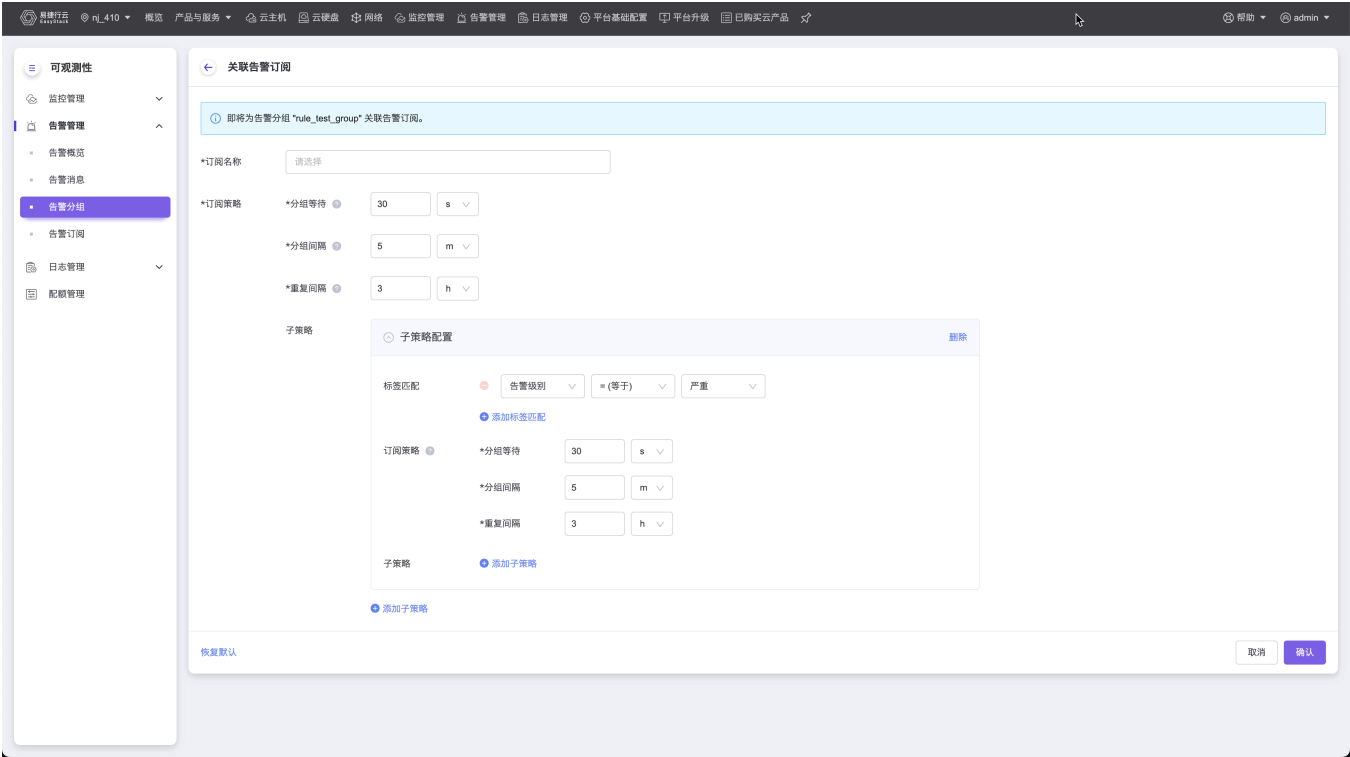 易捷行云 EasyStack nj_410 概览 产品与服务 云主机 云硬盘 网络 监控管理 告警管理 日志管理 平台基础配置 平台升级 已购买云产品 帮助 admin
可观测性
监控管理
告警管理
告警概览
告警消息
告警分组
告警订阅
日志管理
配额管理
关联告警订阅
即将为告警分组 "rule_test_group" 关联告警订阅。
*订阅名称 请选择
*订阅策略 *分组等待 30 s
*分组间隔 5 m
*重复间隔 3 h
子策略 子策略配置 删除
标签匹配 告警级别 = (等于) 严重
添加标签匹配
订阅策略 *分组等待 30 s
*分组间隔 5 m
*重复间隔 3 h
子策略 添加子策略
添加子策略
恢复默认 取消 确认